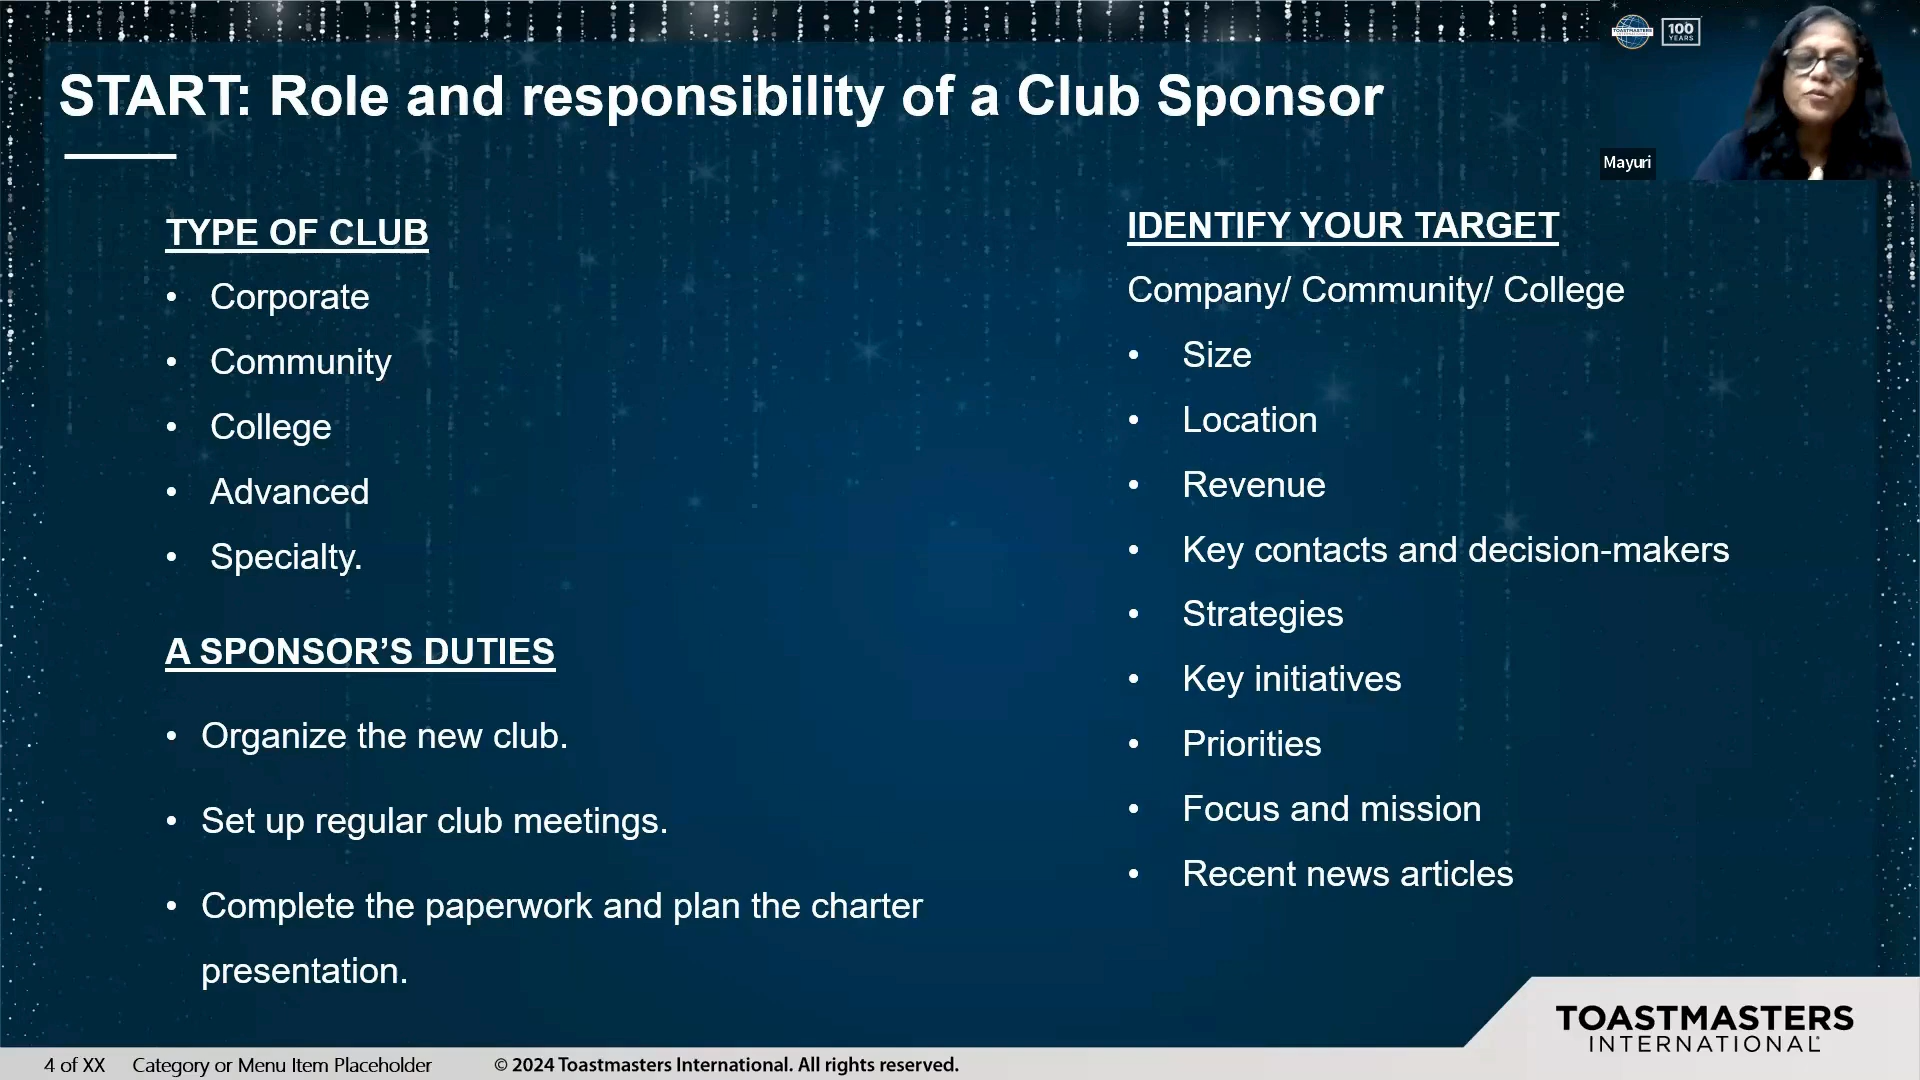 START: Role and responsibility of a Club Sponsor
TOASTMASTERS
100
YEARS
Mayuri
TYPE OF CLUB
• Corporate
• Community
• College
• Advanced
• Specialty.
A SPONSOR’S DUTIES
• Organize the new club.
• Set up regular club meetings.
• Complete the paperwork and plan the charter
presentation.
IDENTIFY YOUR TARGET
Company/ Community/ College
• Size
• Location
• Revenue
• Key contacts and decision-makers
• Strategies
• Key initiatives
• Priorities
• Focus and mission
• Recent news articles
TOASTMASTERS
INTERNATIONAL
4 of XX Category or Menu Item Placeholder © 2024 Toastmasters International. All rights reserved.